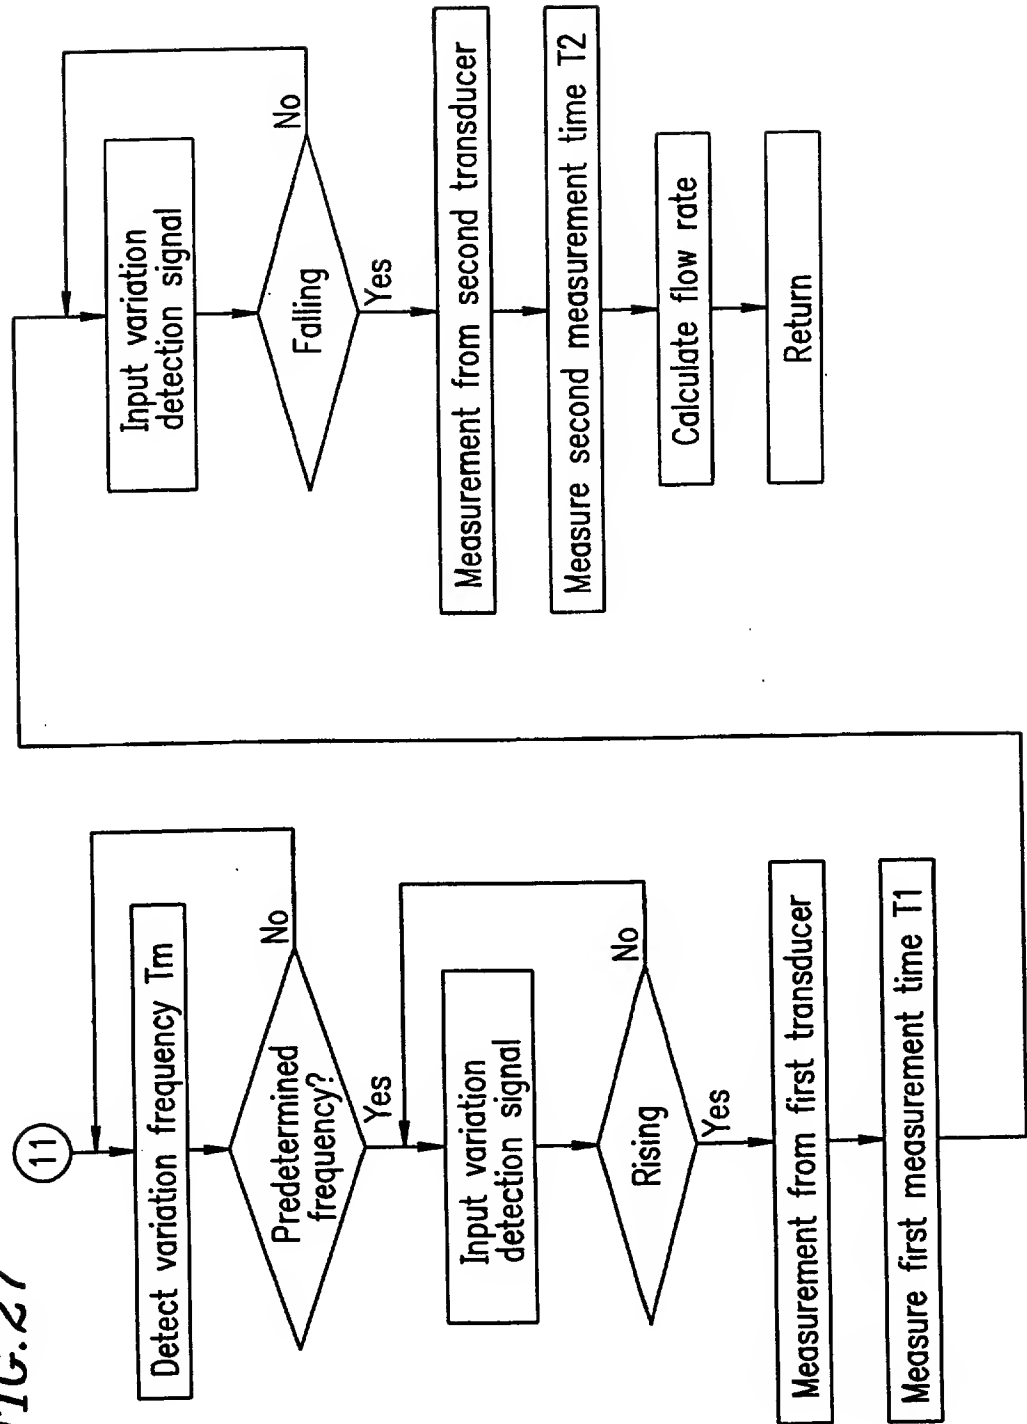 FIG.27
11
Detect variation frequency Tm
Predetermined
frequency?
No
Yes
Input variation
detection signal
Rising
No
Yes
Measurement from first transducer
Measure first measurement time T1
Input variation
detection signal
Falling
No
Yes
Measurement from second transducer
Measure second measurement time T2
Calculate flow rate
Return